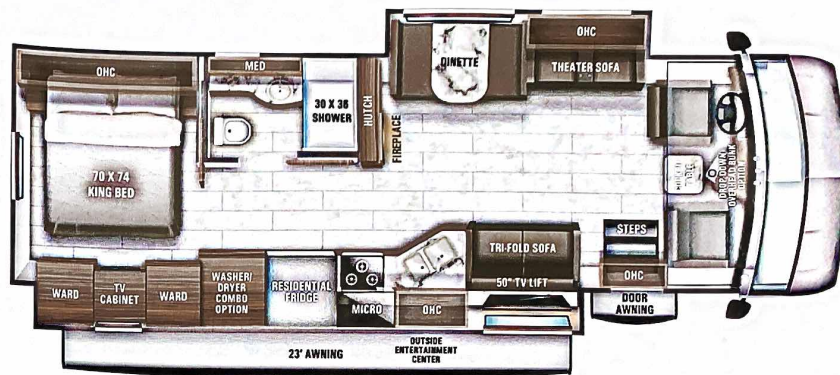 OHC
MED
DINETTE
OHC
THEATER SOFA
30 X 36
SHOWER
HUTCH
FIREPLACE
70 X 74
KING BED
DROP DOWN
OVERHEAD BUNK
OPTION
STEPS
TRI-FOLD SOFA
50" TV LIFT
WARD
TV
CABINET
WARD
WASHER/
DRYER
COMBO
OPTION
RESIDENTIAL
FRIDGE
MICRO
OHC
OHC
DOOR
AWNING
23' AWNING
OUTSIDE
ENTERTAINMENT
CENTER